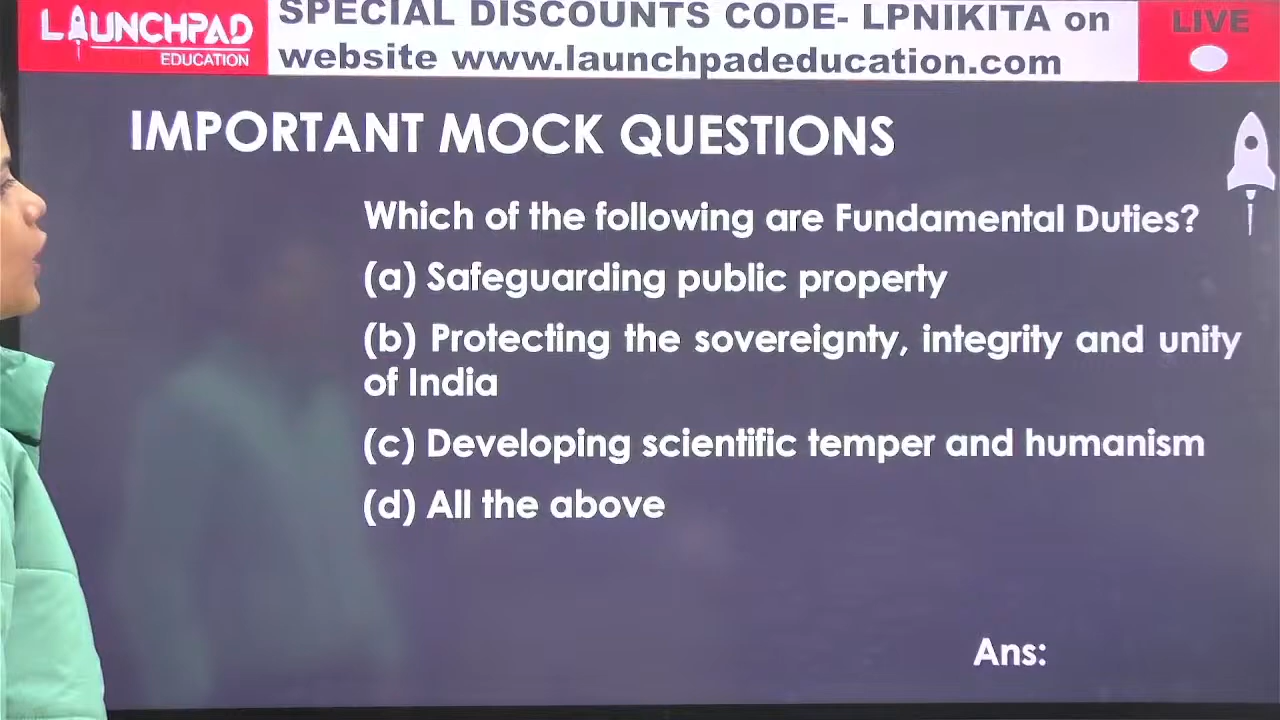 LAUNCHPAD
EDUCATION
SPECIAL DISCOUNTS CODE- LPNIKITA on
website www.launchpadeducation.com
LIVE
IMPORTANT MOCK QUESTIONS
Which of the following are Fundamental Duties?
(a) Safeguarding public property
(b) Protecting the sovereignty, integrity and unity
of India
(c) Developing scientific temper and humanism
(d) All the above
Ans: